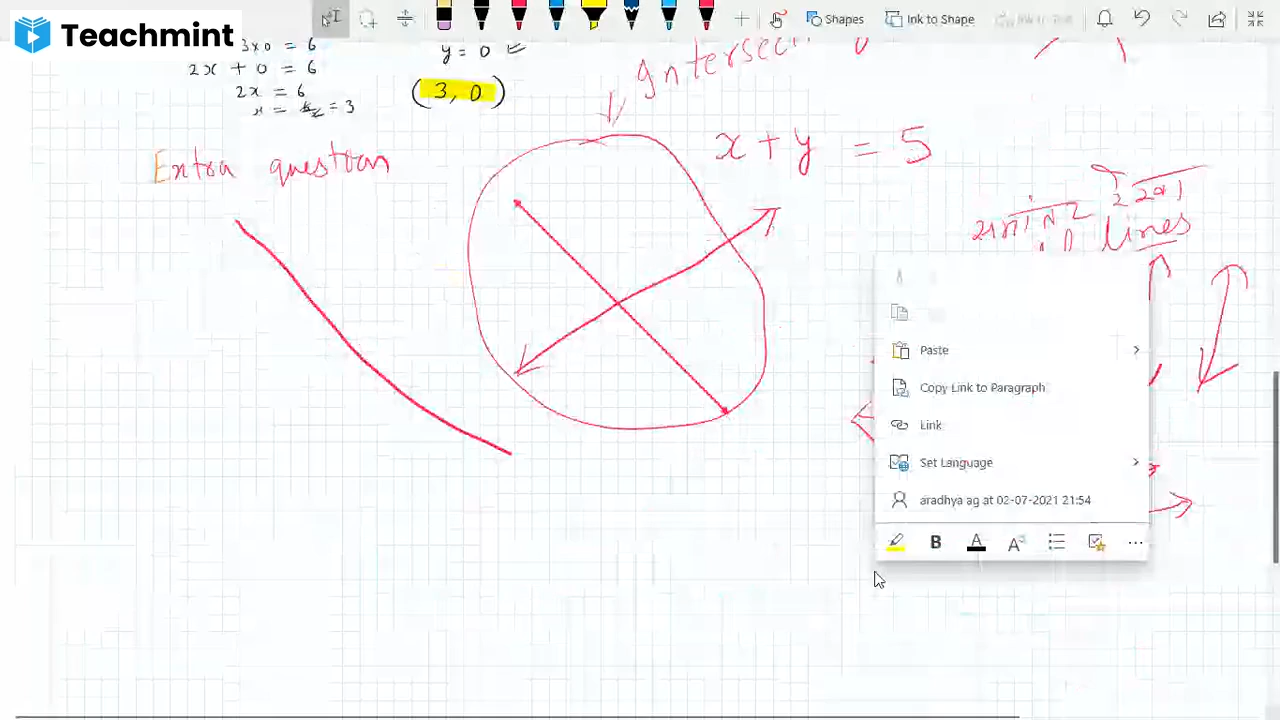 Teachmint
Shapes
Ink to Shape
3x0 = 6
2x + 0 = 6
2x = 6
= 3
y = 0
(3, 0)
Extra question
x + y = 5
lines
Paste
Copy Link to Paragraph
Link
Set Language
aradhya ag at 02-07-2021 21:54
B
A
A